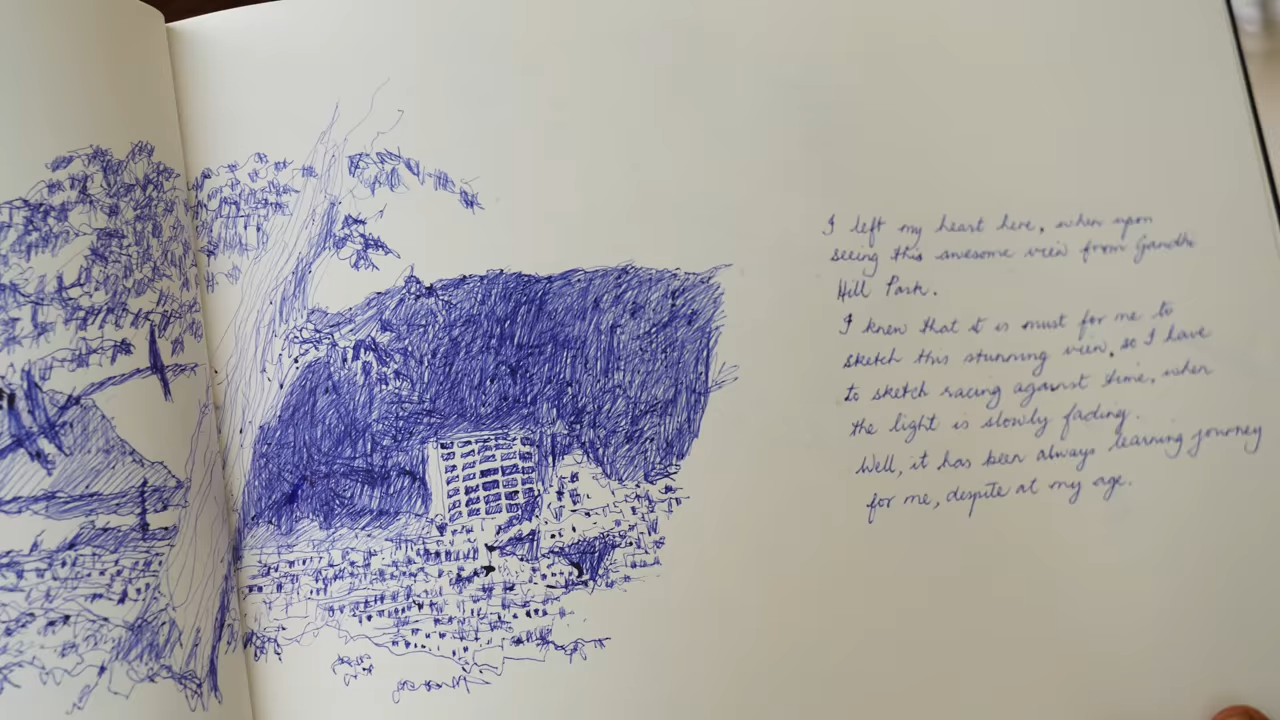 I left my heart here, when upon
seeing this awesome view from Gandhi
Hill Park.
I knew that it is must for me to
sketch this stunning view, so I have
to sketch racing against time, when
the light is slowly fading.
Well, it has been always learning journey
for me, despite at my age.